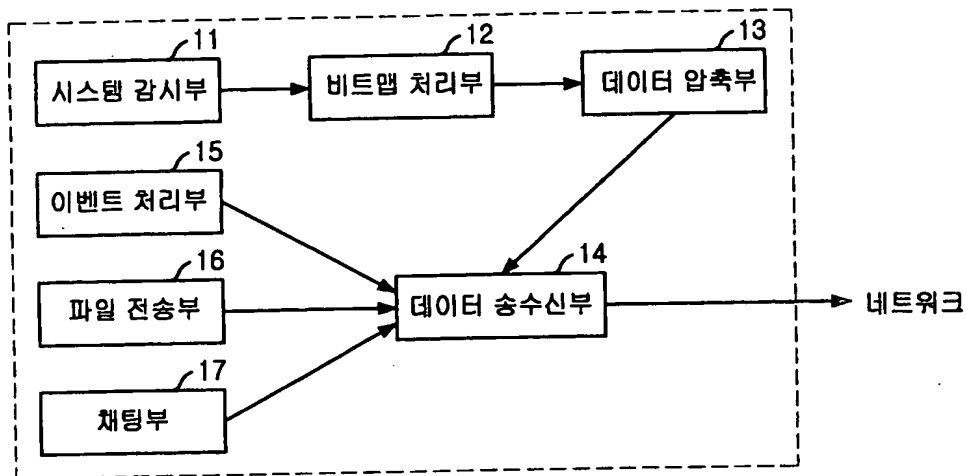 11
시스템 감시부
12
비트맵 처리부
13
데이터 압축부
15
이벤트 처리부
16
파일 전송부
14
데이터 송수신부
네트워크
17
채팅부